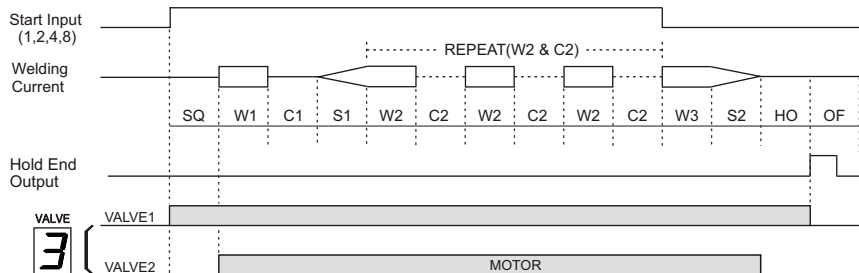 Start Input
(1,2,4,8)
REPEAT(W2 & C2)
Welding
Current
SQ W1 C1 S1 W2 C2 W2 C2 W2 C2 W3 S2 HO OF
Hold End
Output
VALVE
3
VALVE1
VALVE2
MOTOR